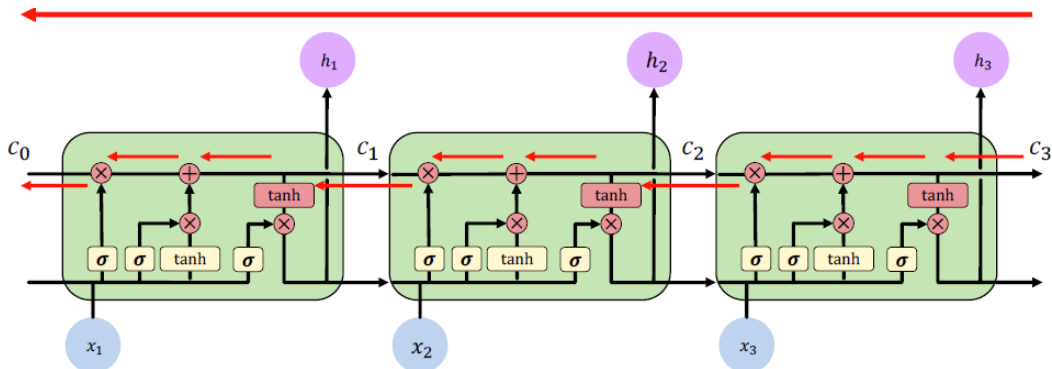 h₁ h₂ h₃
C₀ C₁ C₂ C₃
× + × + × +
tanh tanh tanh
× × × × × ×
σ σ tanh σ σ σ tanh σ σ σ tanh σ
x₁ x₂ x₃